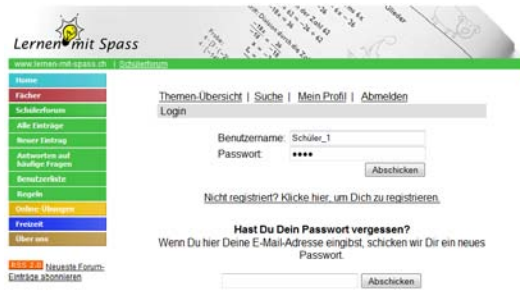 Lernen mit Spass
www.lernen-mit-spass.ch | Schülerforum
Home
Fächer
Schülerforum
Alle Einträge
Neuer Eintrag
Antworten auf
häufige Fragen
Benutzerliste
Regeln
Online-Übungen
Freizeit
Über uns
RSS 2.0 Neueste Forum-
Einträge abonnieren
Themen-Übersicht | Suche | Mein Profil | Abmelden
Login
Benutzername: Schüler_1
Passwort: ••••
Abschicken
Nicht registriert? Klicke hier, um Dich zu registrieren.
Hast Du Dein Passwort vergessen?
Wenn Du hier Deine E-Mail-Adresse eingibst, schicken wir Dir ein neues
Passwort.
Abschicken